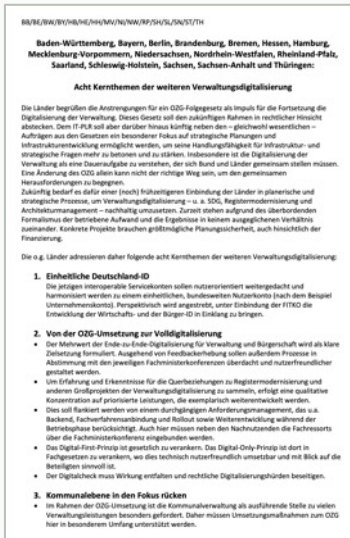 BB/BE/BW/BY/HB/HE/HH/MV/NI/NW/RP/SH/SL/SN/ST/TH
Baden-Württemberg, Bayern, Berlin, Brandenburg, Bremen, Hessen, Hamburg,
Mecklenburg-Vorpommern, Niedersachsen, Nordrhein-Westfalen, Rheinland-Pfalz,
Saarland, Schleswig-Holstein, Sachsen, Sachsen-Anhalt und Thüringen:
Acht Kernthemen der weiteren Verwaltungsdigitalisierung
Die Länder begrüßen die Anstrengungen für ein OZG-Folgegesetz als Impuls für die Fortsetzung die
Digitalisierung der Verwaltung. Dieses Gesetz soll den zukünftigen Rahmen in rechtlicher Hinsicht
abstecken. Dem IT-PLR soll aber darüber hinaus künftig neben den – gleichwohl wesentlichen –
Aufträgen aus den Gesetzen ein besonderer Fokus auf strategische Planungen und
Infrastrukturentwicklung ermöglicht werden, um seine Handlungsfähigkeit für Infrastruktur- und
strategische Fragen mehr zu betonen und zu stärken. Insbesondere ist die Digitalisierung der
Verwaltung als eine Daueraufgabe zu verstehen, der sich Bund und Länder gemeinsam stellen müssen.
Eine Änderung des OZG allein kann nicht der richtige Weg sein, um den gemeinsamen
Herausforderungen zu begegnen.
Zukünftig bedarf es dafür einer (noch) frühzeitigeren Einbindung der Länder in planerische und
strategische Prozesse, um Verwaltungsdigitalisierung – u. a. SDG, Registermodernisierung und
Architekturmanagement – nachhaltig umzusetzen. Zurzeit stehen aufgrund des überbordenden
Formalismus der betriebene Aufwand und die Ergebnisse in keinem ausgeglichenen Verhältnis
zueinander. Konkrete Projekte brauchen größtmögliche Planungssicherheit, auch hinsichtlich der
Finanzierung.
Die o.g. Länder adressieren daher folgende acht Kernthemen der weiteren Verwaltungsdigitalisierung:
1. Einheitliche Deutschland-ID
Die jetzigen interoperable Servicekonten sollen nutzerorientiert weitergedacht und
harmonisiert werden zu einem einheitlichen, bundesweiten Nutzerkonto (nach dem Beispiel
Unternehmenskonto). Perspektivisch wird angestrebt, unter Einbindung der FITKO die
Entwicklung der Wirtschafts- und der Bürger-ID in Einklang zu bringen.
2. Von der OZG-Umsetzung zur Volldigitalisierung
• Der Mehrwert der Ende-zu-Ende-Digitalisierung für Verwaltung und Bürgerschaft wird als klare
Zielsetzung formuliert. Ausgehend von Feedbackerhebung sollen außerdem Prozesse in
Abstimmung mit den jeweiligen Fachministerkonferenzen überdacht und nutzerfreundlicher
gestaltet werden.
• Um Erfahrung und Erkenntnisse für die Querbeziehungen zu Registermodernisierung und
anderen Großprojekten der Verwaltungsdigitalisierung zu sammeln, erfolgt eine qualitative
Konzentration auf priorisierte Leistungen, die exemplarisch weiterentwickelt werden.
• Dies soll flankiert werden von einem durchgängigen Anforderungsmanagement, das u.a.
Backend, Fachverfahrensanbindung und Rollout sowie Weiterentwicklung während der
Betriebsphase berücksichtigt. Auch hier müssen neben den Nachnutzenden die Fachressorts
über die Fachministerkonferenz eingebunden werden.
• Das Digital-First-Prinzip ist gesetzlich zu verankern. Das Digital-Only-Prinzip ist dort in
Fachgesetzen zu verankern, wo dies technisch nutzerfreundlich umsetzbar und mit Blick auf die
Beteiligten sinnvoll ist.
• Der Digitalcheck muss Wirkung entfalten und rechtliche Digitalisierungshürden beseitigen.
3. Kommunalebene in den Fokus rücken
• Im Rahmen der OZG-Umsetzung ist die Kommunalverwaltung als ausführende Stelle zu vielen
Verwaltungsleistungen besonders gefordert. Daher müssen Umsetzungsmaßnahmen zum OZG
hier in besonderem Umfang unterstützt werden.